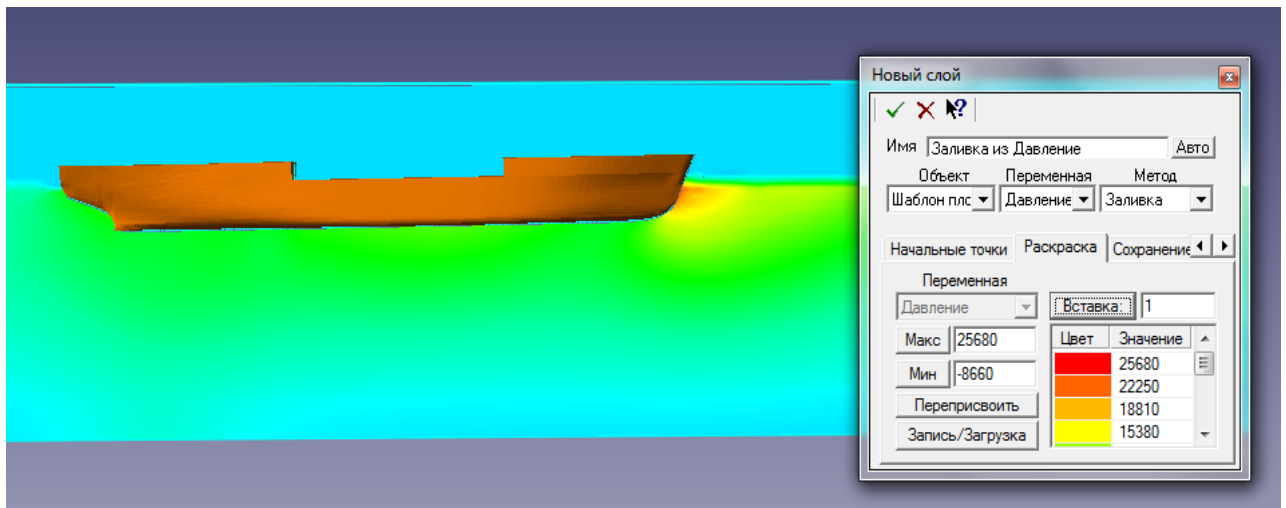 Новый слой
Имя Заливка из Давление Авто
Объект Переменная Метод
Шаблон плс Давление Заливка
Начальные точки Раскраска Сохранение
Переменная
Давление Вставка: 1
Макс 25680 Цвет Значение
25680
Мин -8660
22250
Переприсвоить 18810
Запись/Загрузка 15380